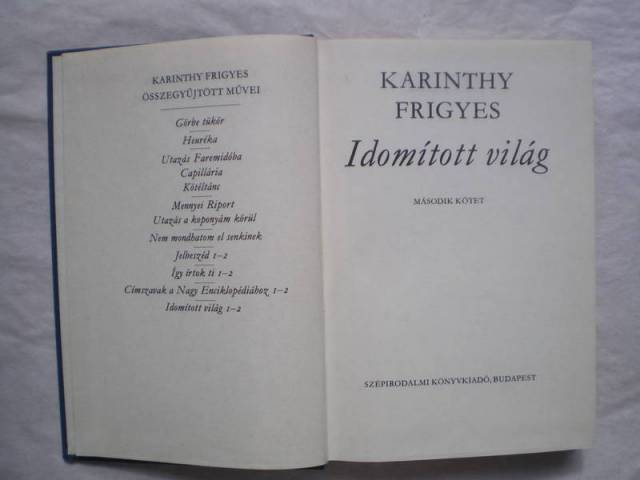 KARINTHY FRIGYES
ÖSSZEGYŰJTÖTT MŰVEI
Görbe tükör
Heuréka
Utazás Faremidóba
Capillária
Kötéltánc
Mennyei Riport
Utazás a koponyám körül
Nem mondhatom el senkinek
Jelbeszéd 1–2
Így írtok ti 1–2
Címszavak a Nagy Enciklopédiához 1–2
Idomított világ 1–2
KARINTHY
FRIGYES
Idomított világ
MÁSODIK KÖTET
SZÉPIRODALMI KÖNYVKIADÓ, BUDAPEST